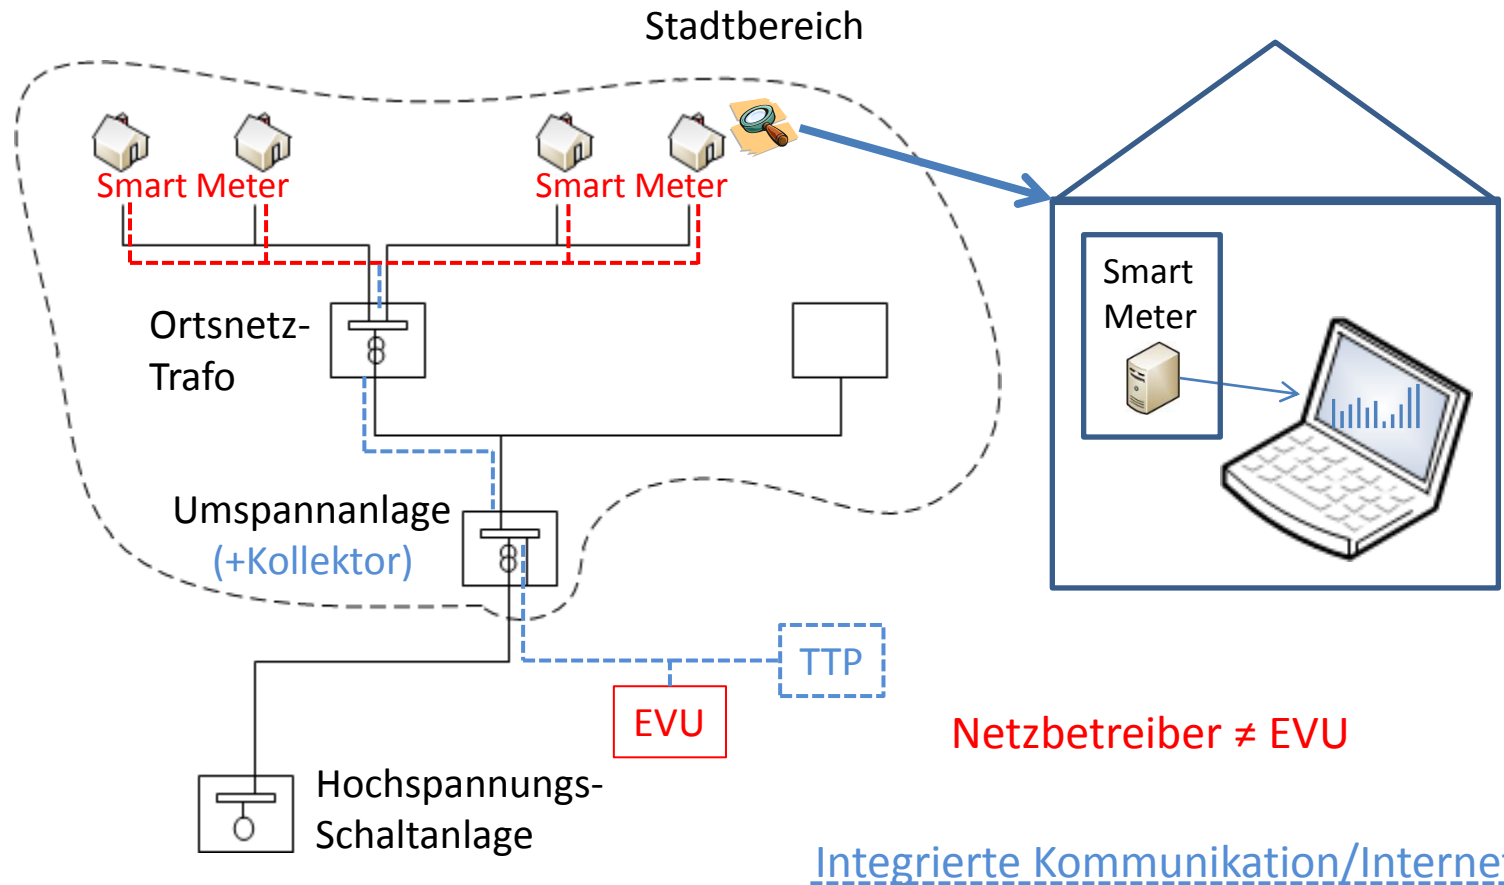 Stadtbereich
Smart Meter
Smart Meter
Smart
Meter
Ortsnetz-
Trafo
Umspannanlage
(+Kollektor)
TTP
EVU
Netzbetreiber ≠ EVU
Hochspannungs-
Schaltanlage
Integrierte Kommunikation/Internet